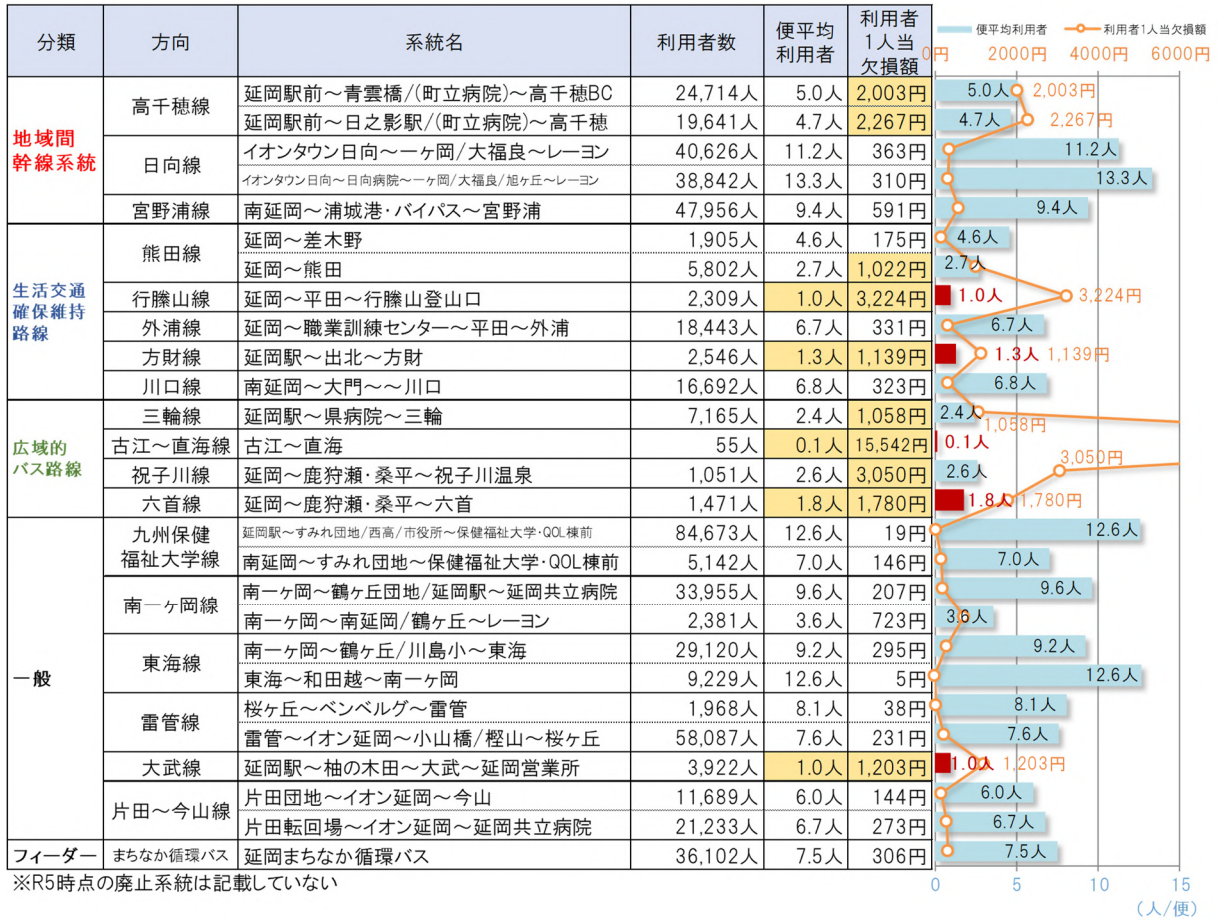 分類 方向 系統名 利用者数 便平均利用者 利用者1人当欠損額
便平均利用者 利用者1人当欠損額
0円 2000円 4000円 6000円
地域間幹線系統
高千穂線 延岡駅前～青雲橋/(町立病院)～高千穂BC 24,714人 5.0人 2,003円 5.0人 2,003円
延岡駅前～日之影駅/(町立病院)～高千穂 19,641人 4.7人 2,267円 4.7人 2,267円
日向線 イオンタウン日向～一ヶ岡/大福良～レーヨン 40,626人 11.2人 363円 11.2人
イオンタウン日向～日向病院～一ヶ岡/大福良/旭ヶ丘～レーヨン 38,842人 13.3人 310円 13.3人
宮野浦線 南延岡～浦城港・バイパス～宮野浦 47,956人 9.4人 591円 9.4人
生活交通確保維持路線
熊田線 延岡～差木野 1,905人 4.6人 175円 4.6人
延岡～熊田 5,802人 2.7人 1,022円 2.7人
行縢山線 延岡～平田～行縢山登山口 2,309人 1.0人 3,224円 1.0人 3,224円
外浦線 延岡～職業訓練センター～平田～外浦 18,443人 6.7人 331円 6.7人
方財線 延岡駅～出北～方財 2,546人 1.3人 1,139円 1.3人 1,139円
川口線 南延岡～大門～～川口 16,692人 6.8人 323円 6.8人
広域的バス路線
三輪線 延岡駅～県病院～三輪 7,165人 2.4人 1,058円 2.4人 1,058円
古江～直海線 古江～直海 55人 0.1人 15,542円 0.1人
祝子川線 延岡～鹿狩瀬・桑平～祝子川温泉 1,051人 2.6人 3,050円 2.6人 3,050円
六首線 延岡～鹿狩瀬・桑平～六首 1,471人 1.8人 1,780円 1.8人 1,780円
一般
九州保健福祉大学線 延岡駅～すみれ団地/西高/市役所～保健福祉大学・QOL棟前 84,673人 12.6人 19円 12.6人
南延岡～すみれ団地～保健福祉大学・QOL棟前 5,142人 7.0人 146円 7.0人
南一ヶ岡線 南一ヶ岡～鶴ヶ丘団地/延岡駅～延岡共立病院 33,955人 9.6人 207円 9.6人
南一ヶ岡～南延岡/鶴ヶ丘～レーヨン 2,381人 3.6人 723円 3.6人
東海線 南一ヶ岡～鶴ヶ丘/川島小～東海 29,120人 9.2人 295円 9.2人
東海～和田越～南一ヶ岡 9,229人 12.6人 5円 12.6人
雷管線 桜ヶ丘～ベンベルグ～雷管 1,968人 8.1人 38円 8.1人
雷管～イオン延岡～小山橋/樫山～桜ヶ丘 58,087人 7.6人 231円 7.6人
大武線 延岡駅～柚の木田～大武～延岡営業所 3,922人 1.0人 1,203円 1.0人 1,203円
片田～今山線 片田団地～イオン延岡～今山 11,689人 6.0人 144円 6.0人
片田転回場～イオン延岡～延岡共立病院 21,233人 6.7人 273円 6.7人
フィーダー まちなか循環バス 延岡まちなか循環バス 36,102人 7.5人 306円 7.5人
※R5時点の廃止系統は記載していない
0 5 10 15
（人/便）